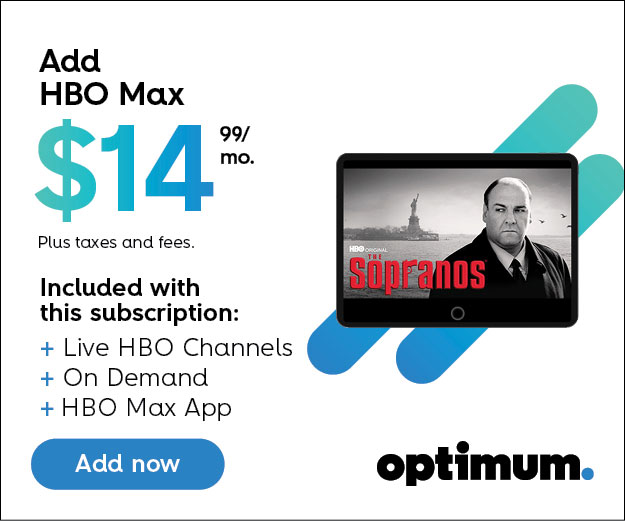 Add
HBO Max
$14 99/
mo.
Plus taxes and fees.
Included with
this subscription:
+ Live HBO Channels
+ On Demand
+ HBO Max App
Add now
HBO ORIGINAL
THE
Sopranos
optimum.